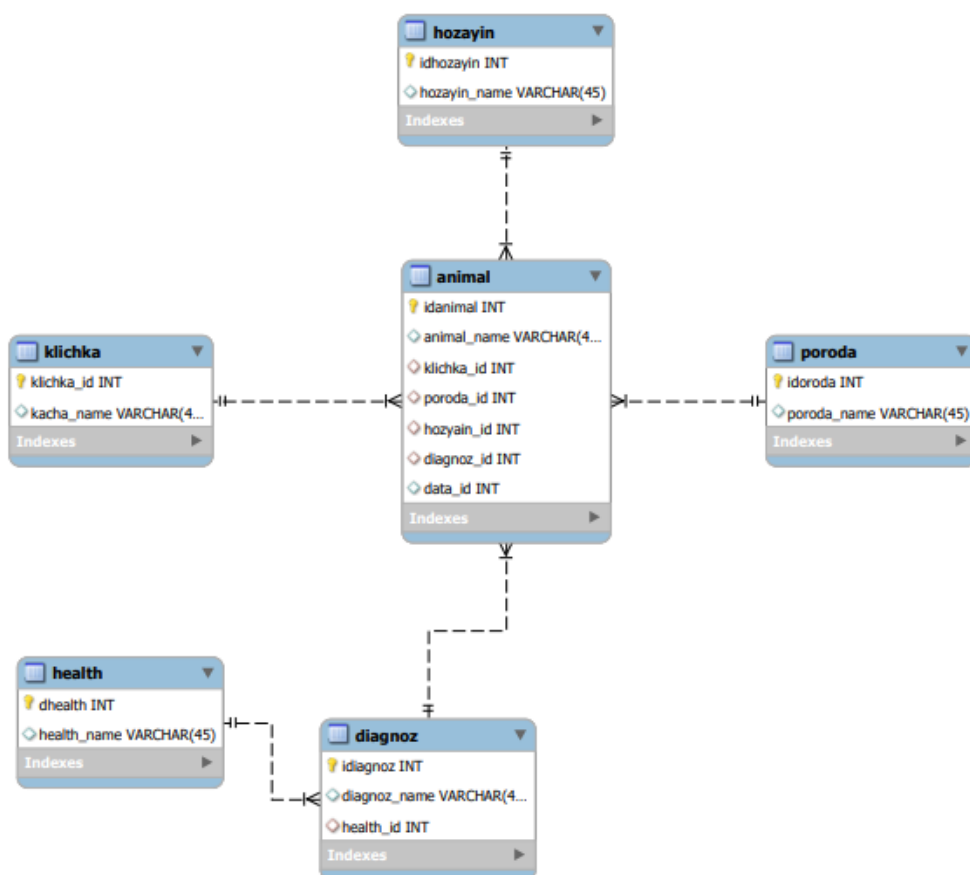 hozayin
idhozayin INT
hozayin_name VARCHAR(45)
Indexes
animal
idanimal INT
animal_name VARCHAR(4...
klichka_id INT
poroda_id INT
hozyain_id INT
diagnoz_id INT
data_id INT
Indexes
klichka
klichka_id INT
kacha_name VARCHAR(4...
Indexes
poroda
idoroda INT
poroda_name VARCHAR(45)
Indexes
health
dhealth INT
health_name VARCHAR(45)
Indexes
diagnoz
idiagnoz INT
diagnoz_name VARCHAR(4...
health_id INT
Indexes